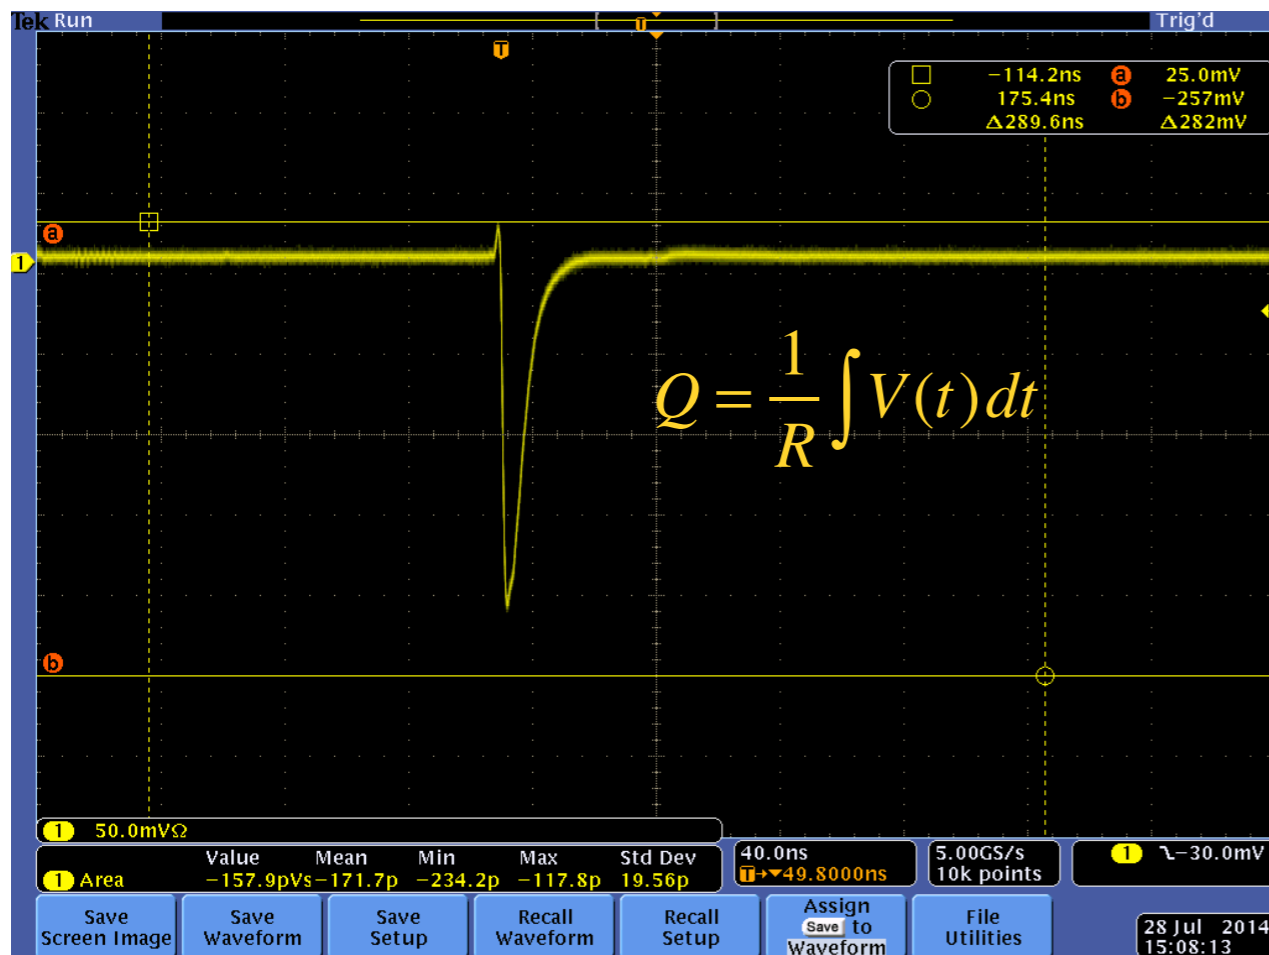 Tek Run
Trig'd
T
T
-114.2ns a 25.0mV
175.4ns b -257mV
Δ289.6ns Δ282mV
a
1
Q = 1/R ∫ V(t) dt
b
1 50.0mVΩ
Value Mean Min Max Std Dev
1 Area -157.9pVs -171.7p -234.2p -117.8p 19.56p
40.0ns
T→▼49.8000ns
5.00GS/s
10k points
1 -30.0mV
Save Screen Image
Save Waveform
Save Setup
Recall Waveform
Recall Setup
Assign Save to Waveform
File Utilities
28 Jul 2014
15:08:13